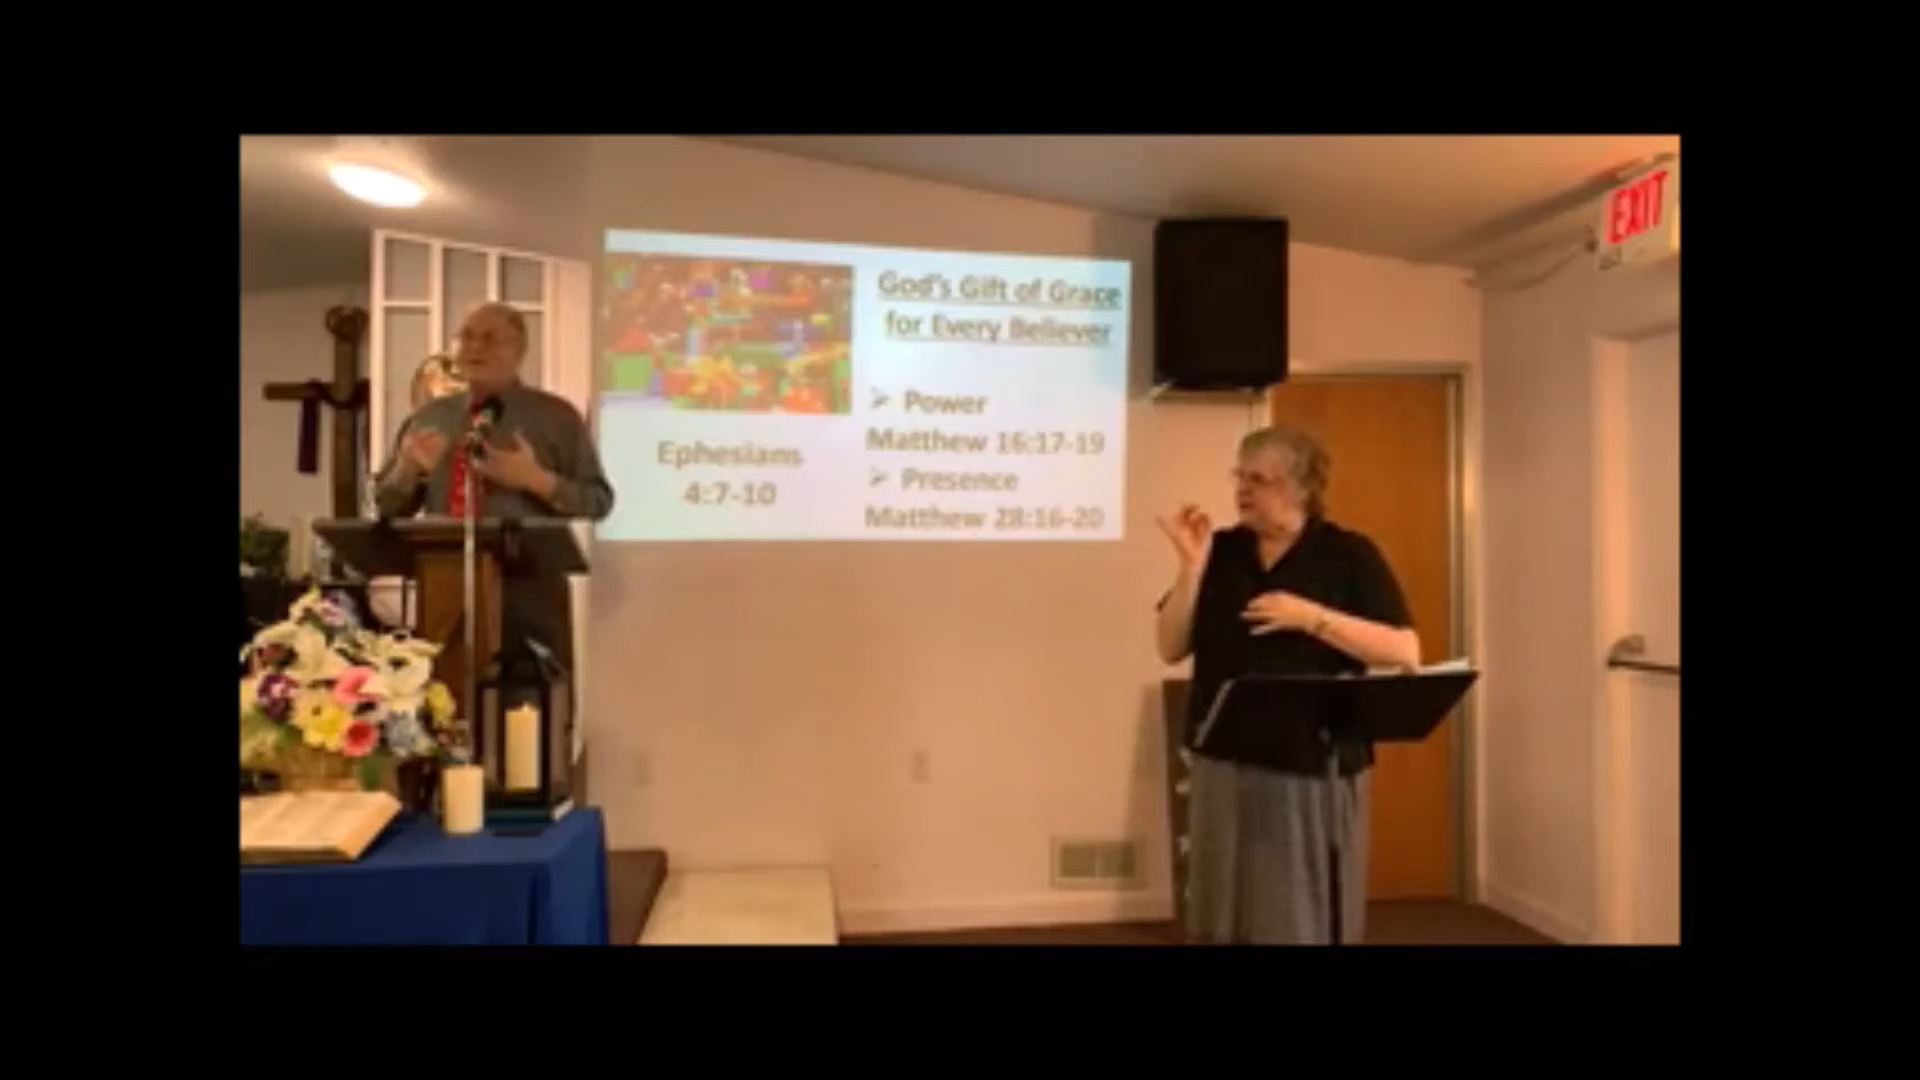 God's Gift of Grace
for Every Believer
➢ Power
Matthew 16:17-19
➢ Presence
Matthew 28:16-20
Ephesians
4:7-10
EXIT